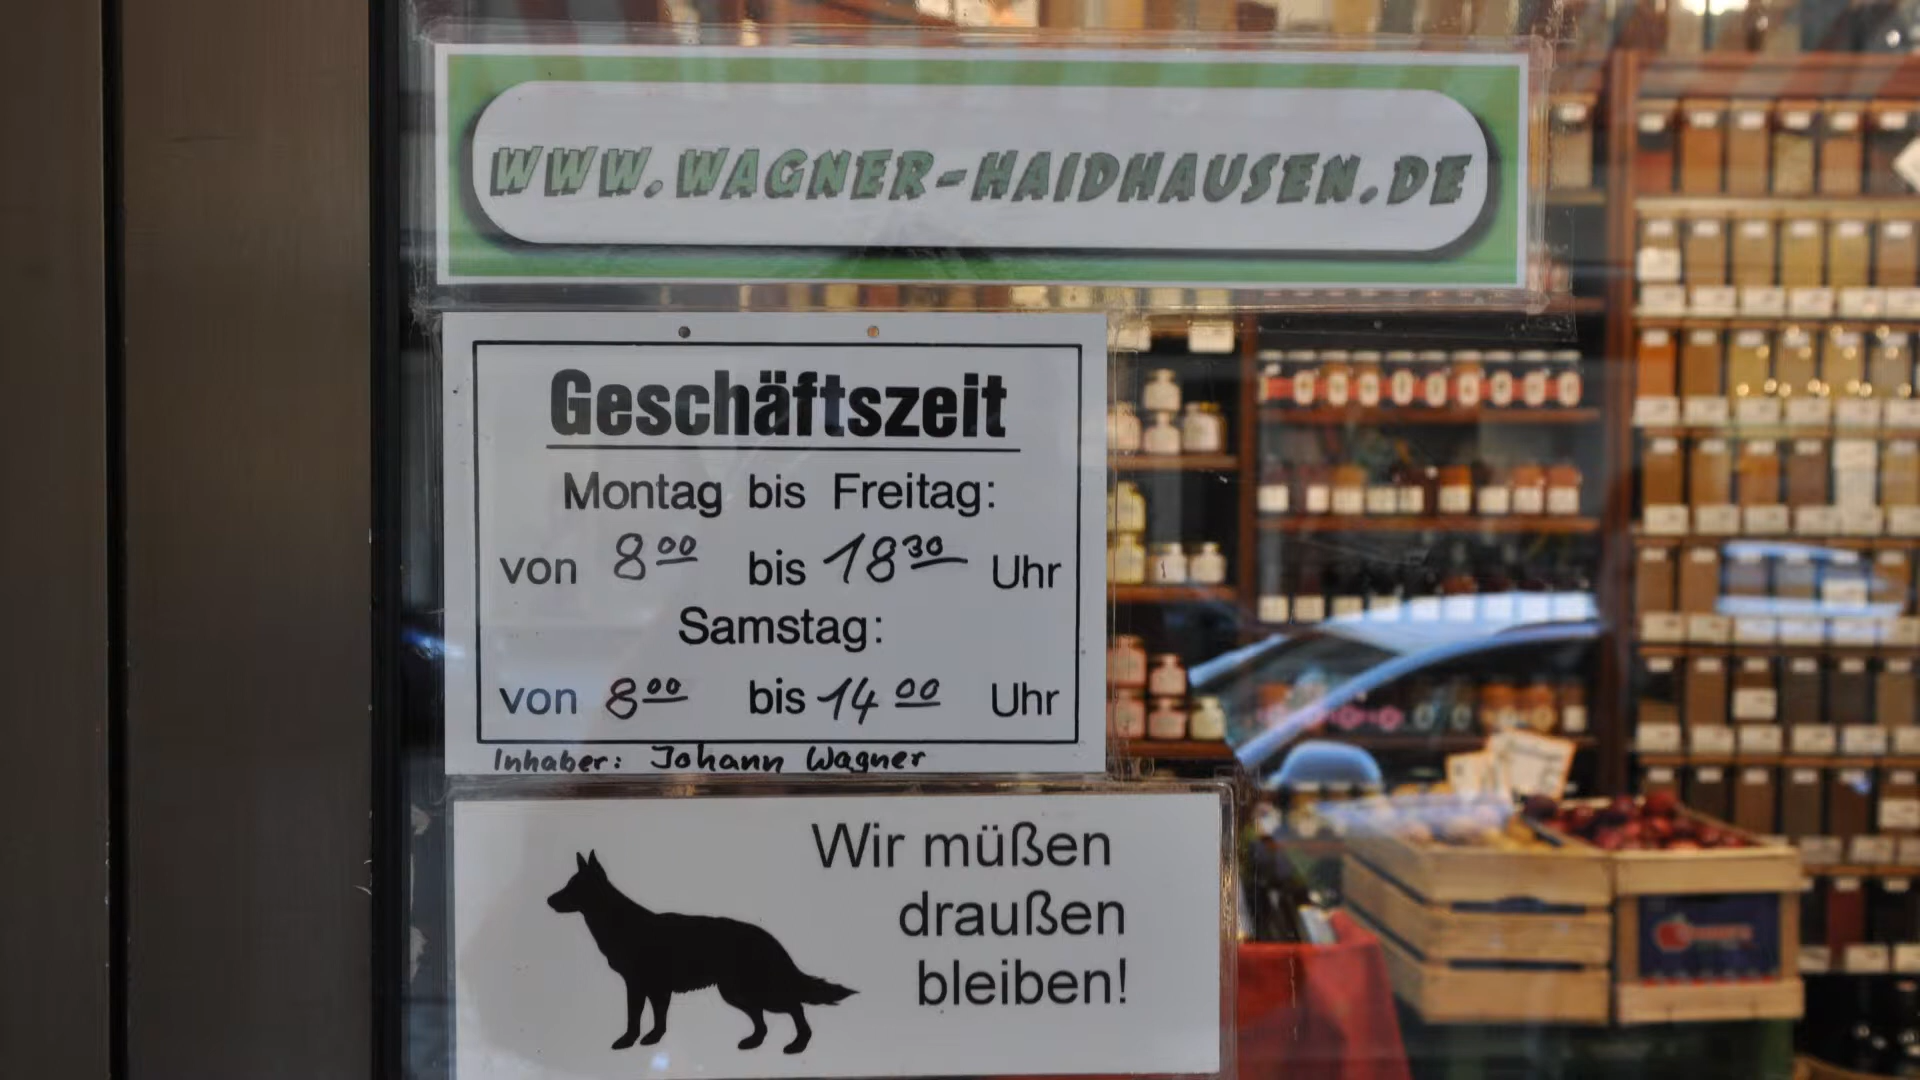 WWW.WAGNER-HAIDHAUSEN.DE
Geschäftszeit
Montag bis Freitag:
von 8⁰⁰ bis 18³⁰ Uhr
Samstag:
von 8⁰⁰ bis 14⁰⁰ Uhr
Inhaber: Johann Wagner
Wir müßen
draußen
bleiben!